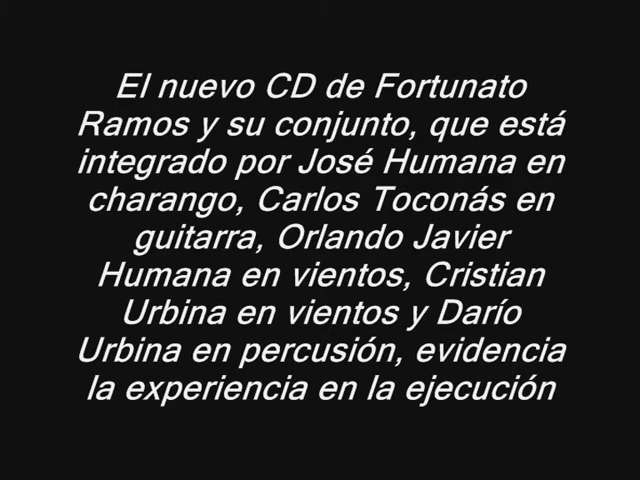 El nuevo CD de Fortunato
Ramos y su conjunto, que está
integrado por José Humana en
charango, Carlos Toconás en
guitarra, Orlando Javier
Humana en vientos, Cristian
Urbina en vientos y Darío
Urbina en percusión, evidencia
la experiencia en la ejecución